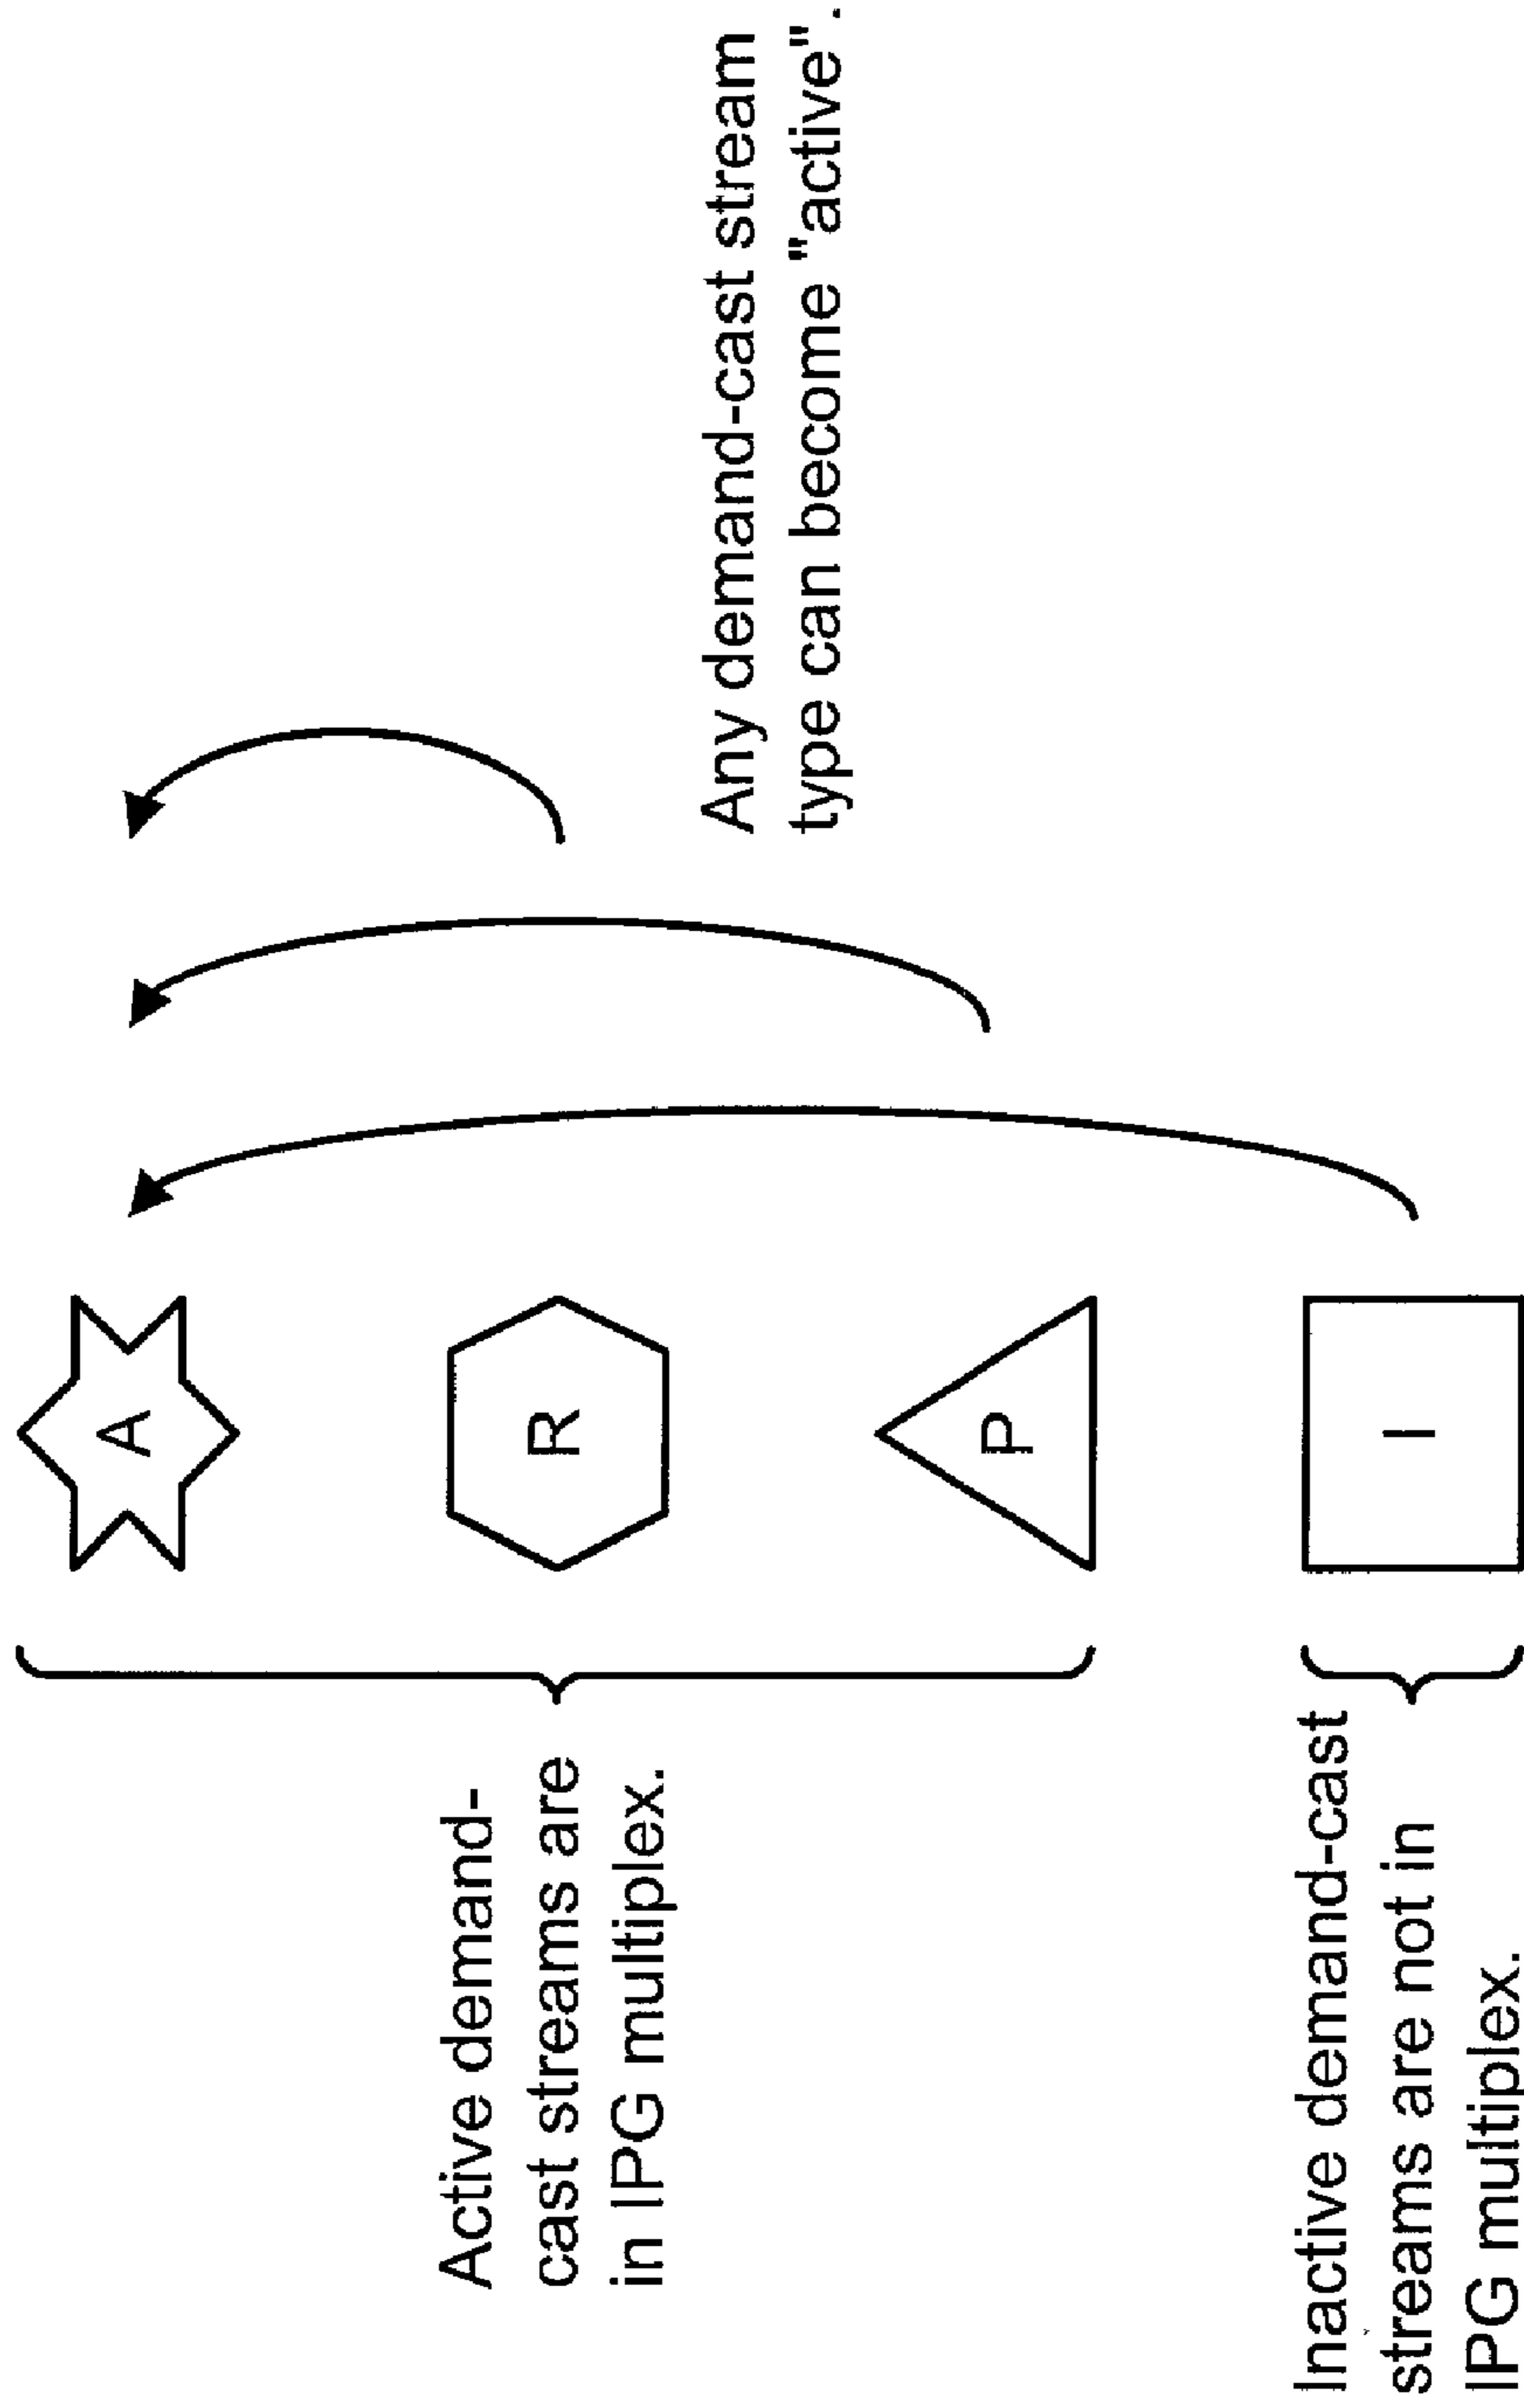 Active demand-
cast streams are
in IPG multiplex.
Inactive demand-cast
streams are not in
IPG multiplex.
A
R
P
I
Any demand-cast stream
type can become "active".